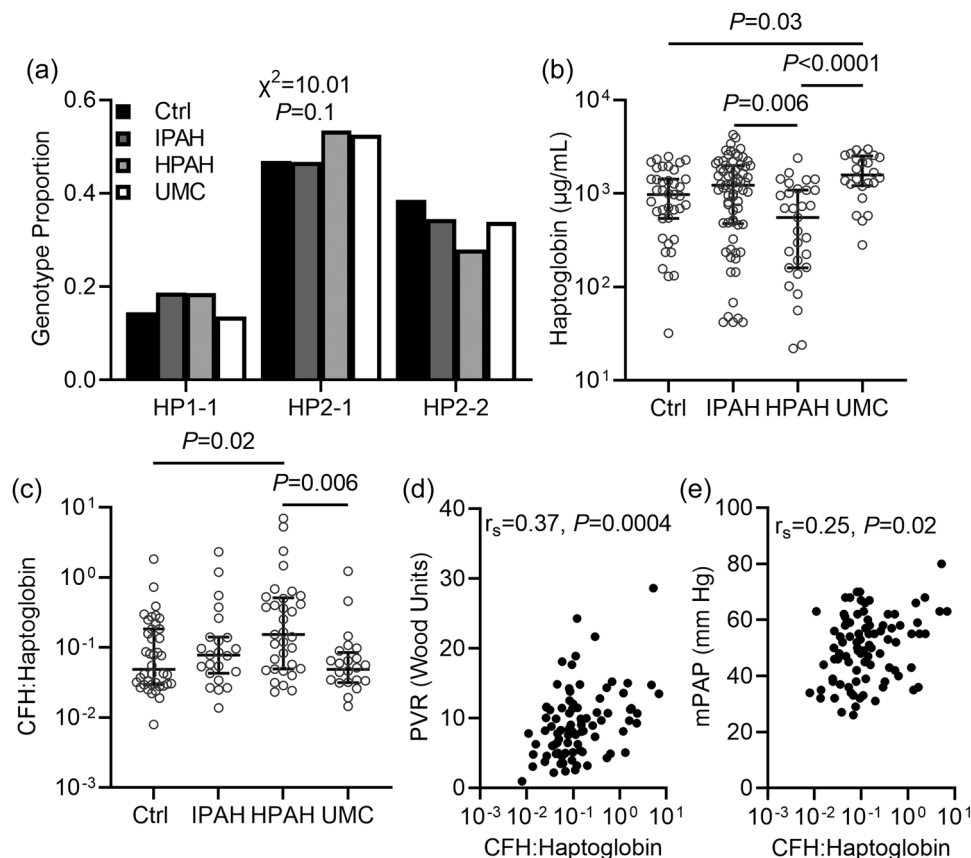 (a)
χ²=10.01
P=0.1
Ctrl
IPAH
HPAH
UMC
Genotype Proportion
0.6
0.4
0.2
0.0
HP1-1 HP2-1 HP2-2
(b)
P=0.03
P<0.0001
P=0.006
Haptoglobin (µg/mL)
10⁴
10³
10²
10¹
Ctrl IPAH HPAH UMC
(c)
P=0.02
P=0.006
CFH:Haptoglobin
10¹
10⁰
10⁻¹
10⁻²
10⁻³
Ctrl IPAH HPAH UMC
(d)
rₛ=0.37, P=0.0004
PVR (Wood Units)
40
30
20
10
0
10⁻³ 10⁻² 10⁻¹ 10⁰ 10¹
CFH:Haptoglobin
(e)
rₛ=0.25, P=0.02
mPAP (mm Hg)
100
80
60
40
20
0
10⁻³ 10⁻² 10⁻¹ 10⁰ 10¹
CFH:Haptoglobin